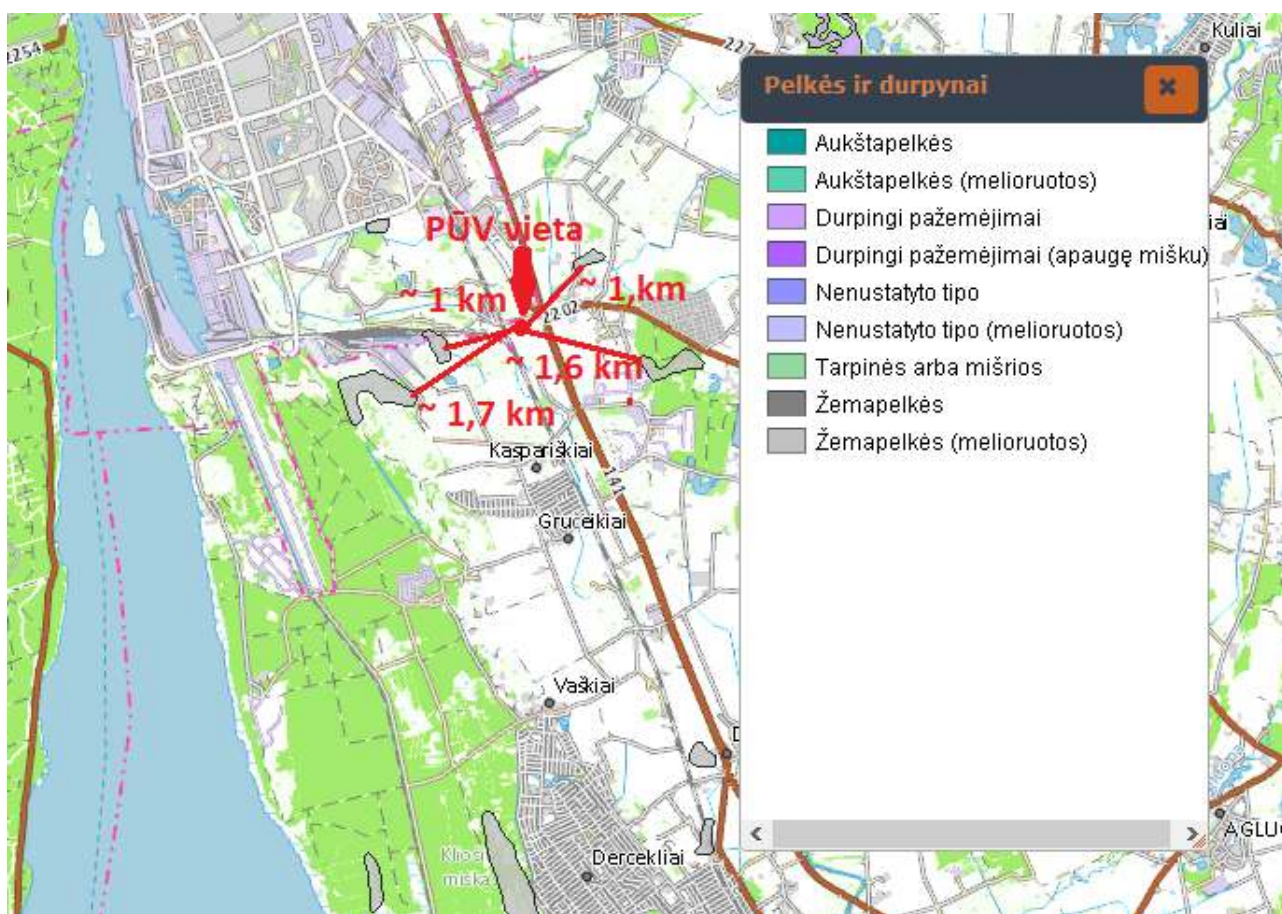 2254
227
Kuliai
Pelkės ir durpynai
Aukštapelkės
Aukštapelkės (melioruotos)
Durpingi pažemėjimai
Durpingi pažemėjimai (apaugę mišku)
Nenustatyto tipo
Nenustatyto tipo (melioruotos)
Tarpinės arba mišrios
Žemapelkės
Žemapelkės (melioruotos)
PŪV vieta
~ 1 km
~ 1,km
2202
~ 1,6 km
~ 1,7 km
Kaspariškiai
141
Gruceikiai
Vaškiai
D
Dercekliai
miška
AGLU